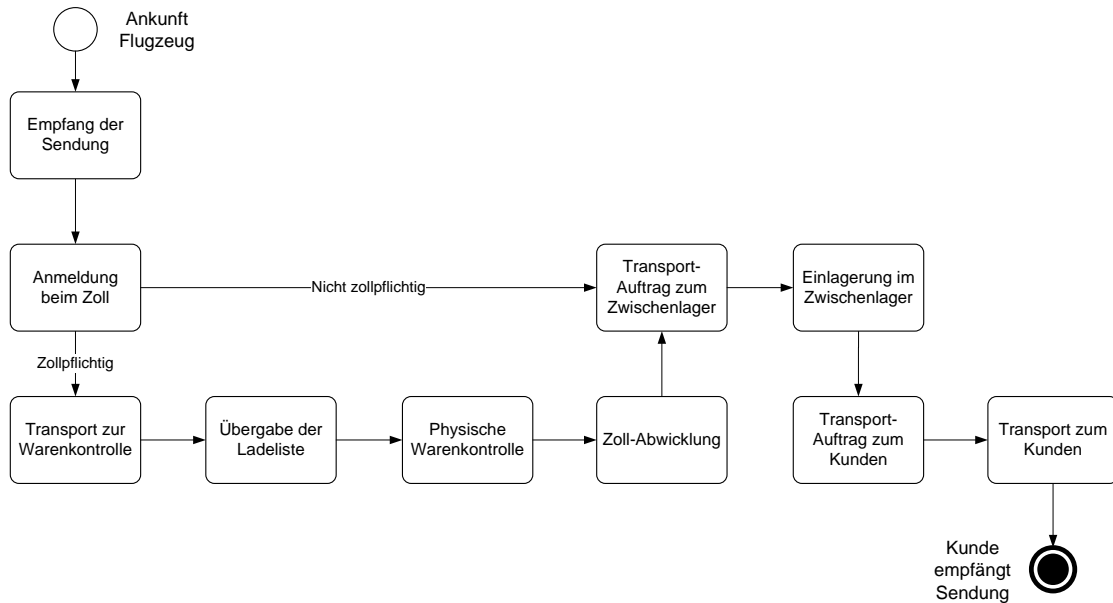 Ankunft
Flugzeug
Empfang der
Sendung
Anmeldung
beim Zoll
Nicht zollpflichtig
Transport-
Auftrag zum
Zwischenlager
Einlagerung im
Zwischenlager
Zollpflichtig
Transport zur
Warenkontrolle
Übergabe der
Ladeliste
Physische
Warenkontrolle
Zoll-Abwicklung
Transport-
Auftrag zum
Kunden
Transport zum
Kunden
Kunde
empfängt
Sendung